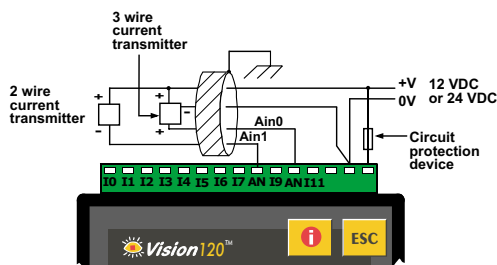 3 wire
current
transmitter
2 wire
current
transmitter
+
-
+
-
+
Ain0
Ain1
+V
0V
12 VDC
or 24 VDC
Circuit
protection
device
I0 I1 I2 I3 I4 I5 I6 I7 AN I9 AN I11
Vision120™
i
ESC